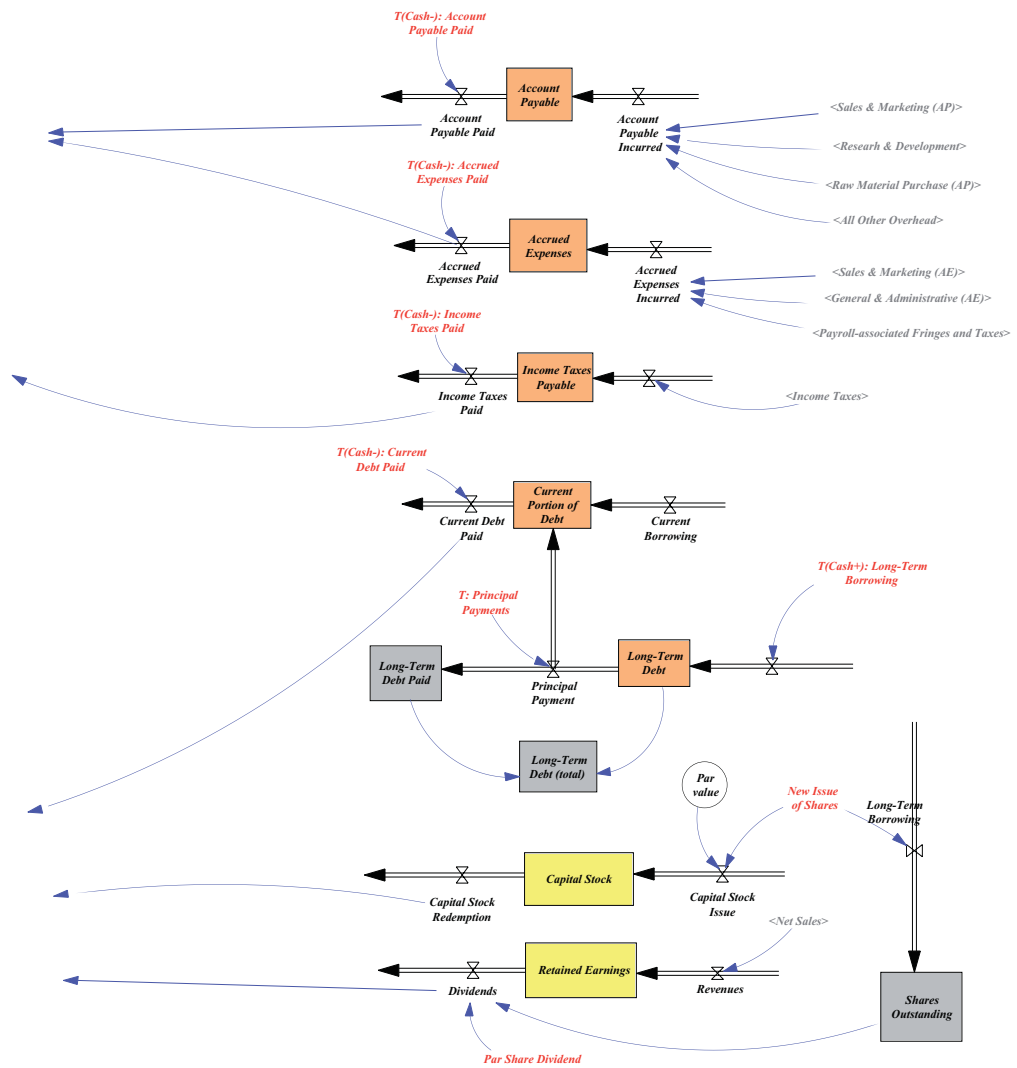 T(Cash-): Account
Payable Paid
Account
Payable
Account
Payable Paid
Account
Payable
Incurred
<Sales & Marketing (AP)>
<Researh & Development>
<Raw Material Purchase (AP)>
<All Other Overhead>
T(Cash-): Accrued
Expenses Paid
Accrued
Expenses
Accrued
Expenses Paid
Accrued
Expenses
Incurred
<Sales & Marketing (AE)>
<General & Administrative (AE)>
<Payroll-associated Fringes and Taxes>
T(Cash-): Income
Taxes Paid
Income Taxes
Payable
Income Taxes
Paid
<Income Taxes>
T(Cash-): Current
Debt Paid
Current
Portion of
Debt
Current Debt
Paid
Current
Borrowing
T(Cash+): Long-Term
Borrowing
T: Principal
Payments
Long-Term
Debt Paid
Long-Term
Debt
Principal
Payment
Long-Term
Debt (total)
Par
value
New Issue
of Shares
Long-Term
Borrowing
Capital Stock
Capital Stock
Redemption
Capital Stock
Issue
<Net Sales>
Retained Earnings
Dividends
Revenues
Shares
Outstanding
Par Share Dividend